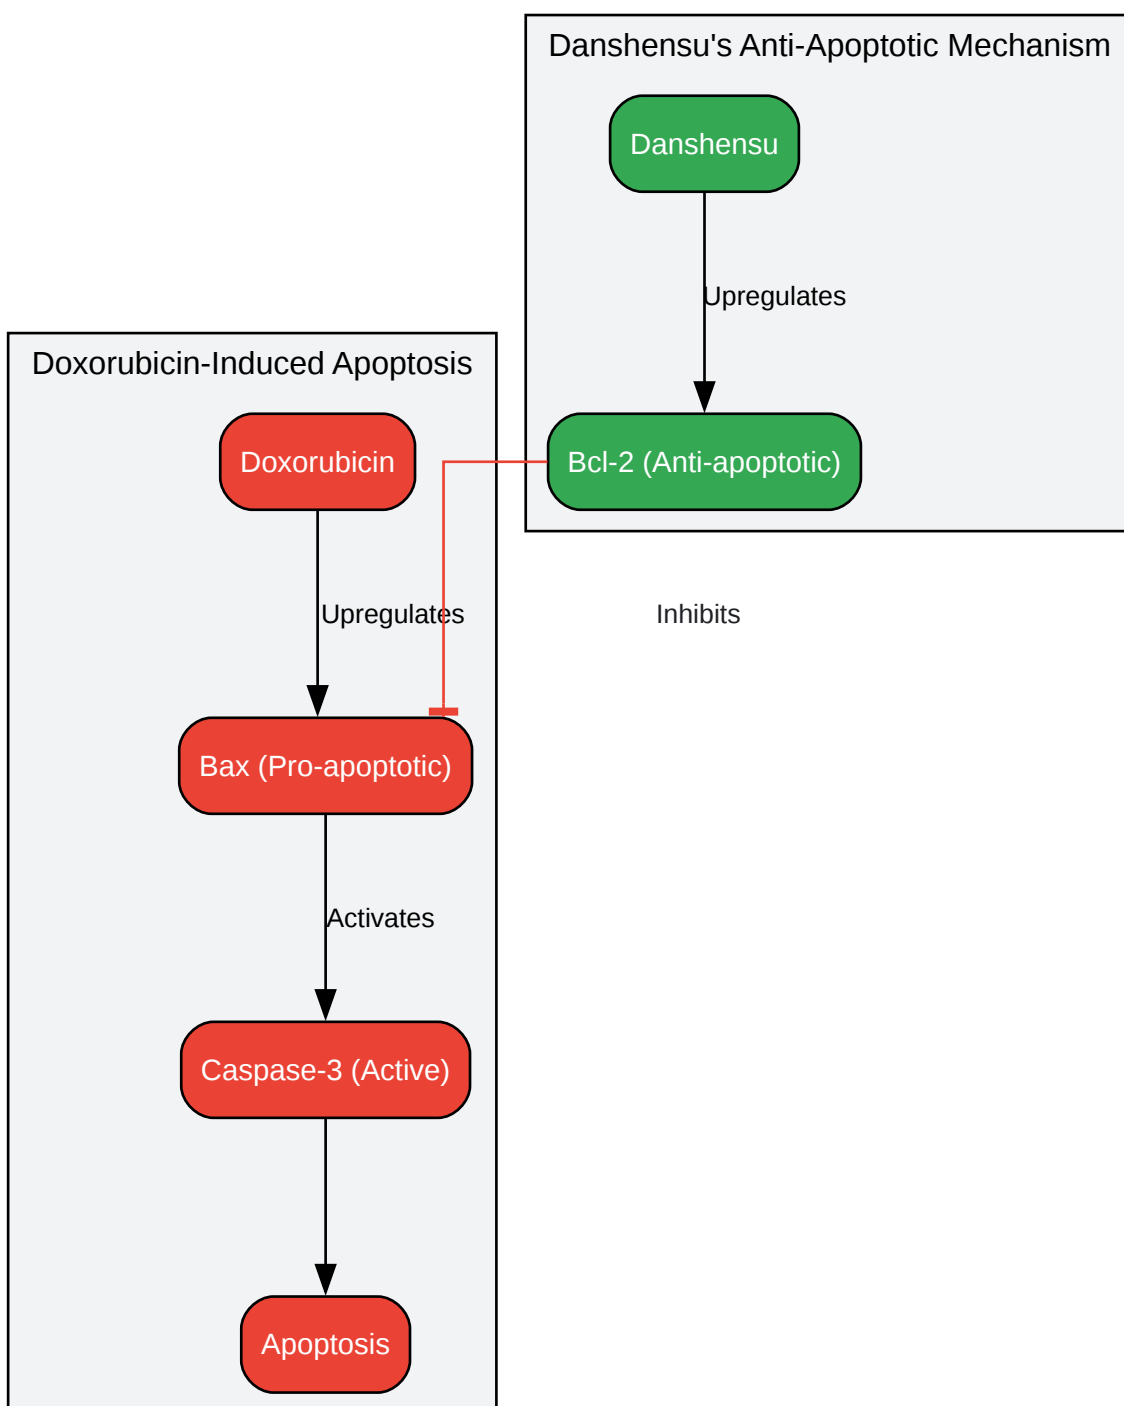 Danshensu's Anti-Apoptotic Mechanism
Danshensu
Upregulates
Doxorubicin-Induced Apoptosis
Doxorubicin
Bcl-2 (Anti-apoptotic)
Upregulates
Inhibits
Bax (Pro-apoptotic)
Activates
Caspase-3 (Active)
Apoptosis